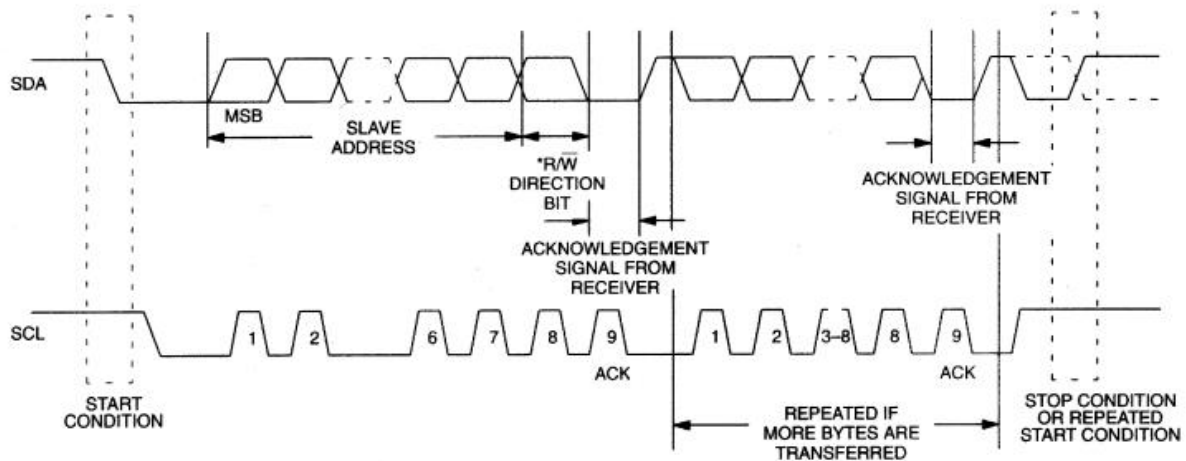 SDA
MSB
SLAVE
ADDRESS
*R/W̅
DIRECTION
BIT
ACKNOWLEDGEMENT
SIGNAL FROM
RECEIVER
ACKNOWLEDGEMENT
SIGNAL FROM
RECEIVER
SCL
1
2
6
7
8
9
1
2
3–8
8
9
ACK
ACK
START
CONDITION
REPEATED IF
MORE BYTES ARE
TRANSFERRED
STOP CONDITION
OR REPEATED
START CONDITION